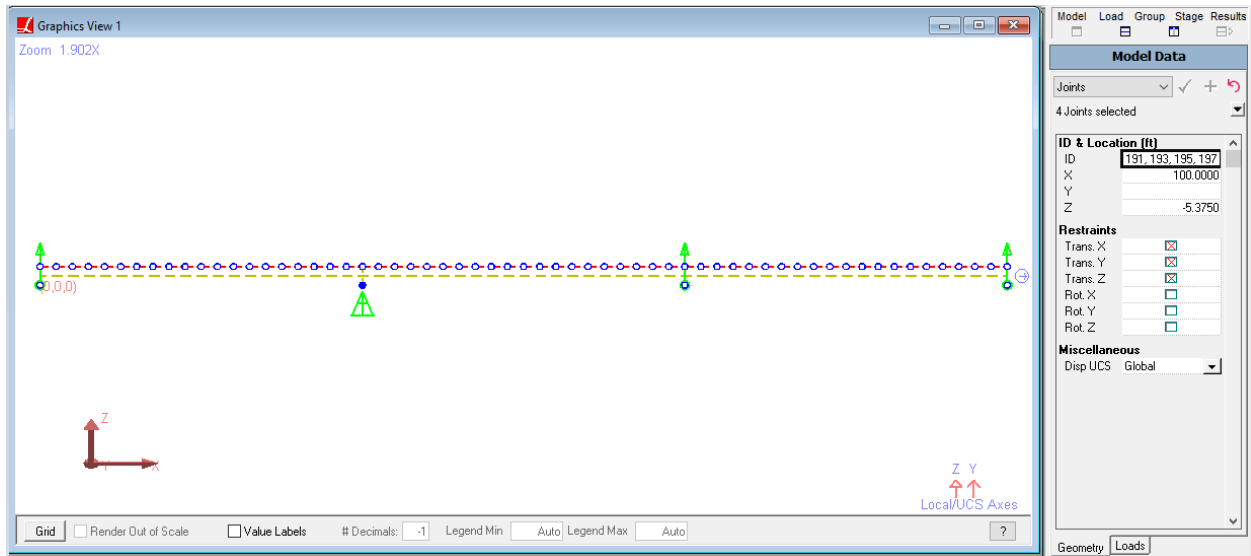 Graphics View 1
Zoom 1.902X
(0,0,0)
Z
Y
X
Z Y
Local/UCS Axes
Grid Render Out of Scale Value Labels # Decimals: -1 Legend Min Auto Legend Max Auto ?
Model Load Group Stage Results
Model Data
Joints
4 Joints selected
ID & Location (ft)
ID 191, 193, 195, 197
X 100.0000
Y
Z -5.3750
Restraints
Trans. X
Trans. Y
Trans. Z
Rot. X
Rot. Y
Rot. Z
Miscellaneous
Disp UCS Global
Geometry Loads